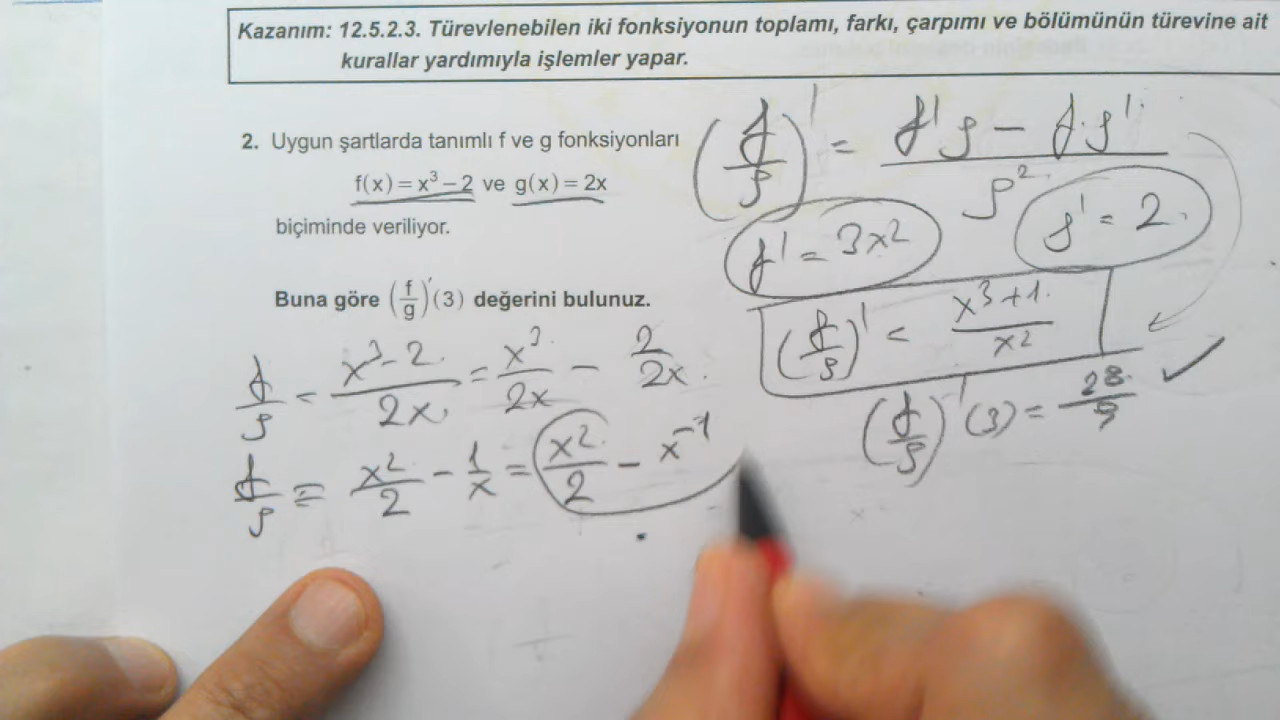 Kazanım: 12.5.2.3. Türevlenebilen iki fonksiyonun toplamı, farkı, çarpımı ve bölümünün türevine ait
kurallar yardımıyla işlemler yapar.
2. Uygun şartlarda tanımlı f ve g fonksiyonları
f(x) = x³ − 2 ve g(x) = 2x
biçiminde veriliyor.
Buna göre (f/g)'(3) değerini bulunuz.
(f/g)' = (f'g − f·g')/g²
f' = 3x²
g' = 2
(f/g)' = (x³+1)/x²
(f/g)'(3) = 28/9
f/g = (x³−2)/2x = x³/2x − 2/2x
f/g = x²/2 − 1/x = x²/2 − x⁻¹